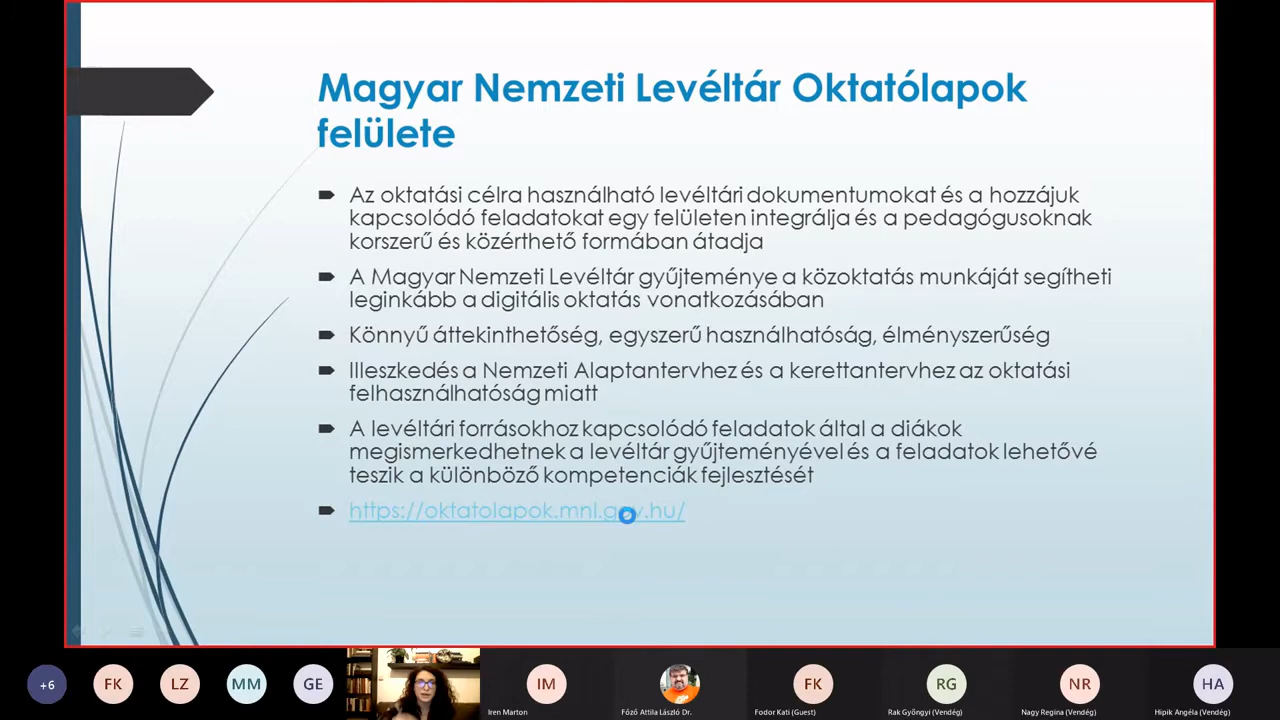 Magyar Nemzeti Levéltár Oktatólapok
felülete
Az oktatási célra használható levéltári dokumentumokat és a hozzájuk
kapcsolódó feladatokat egy felületen integrálja és a pedagógusoknak
korszerű és közérthető formában átadja
A Magyar Nemzeti Levéltár gyűjteménye a közoktatás munkáját segítheti
leginkább a digitális oktatás vonatkozásában
Könnyű áttekinthetőség, egyszerű használhatóság, élményszerűség
Illeszkedés a Nemzeti Alaptantervhez és a kerettantervhez az oktatási
felhasználhatóság miatt
A levéltári forrásokhoz kapcsolódó feladatok által a diákok
megismerkedhetnek a levéltár gyűjteményével és a feladatok lehetővé
teszik a különböző kompetenciák fejlesztését
https://oktatolapok.mnl.gov.hu/
+6 FK LZ MM GE IM FK RG NR HA
Iren Marton Főző Attila László Dr. Fodor Kati (Guest) Rak Gyöngyi (Vendég) Nagy Regina (Vendég) Hipik Angéla (Vendég)